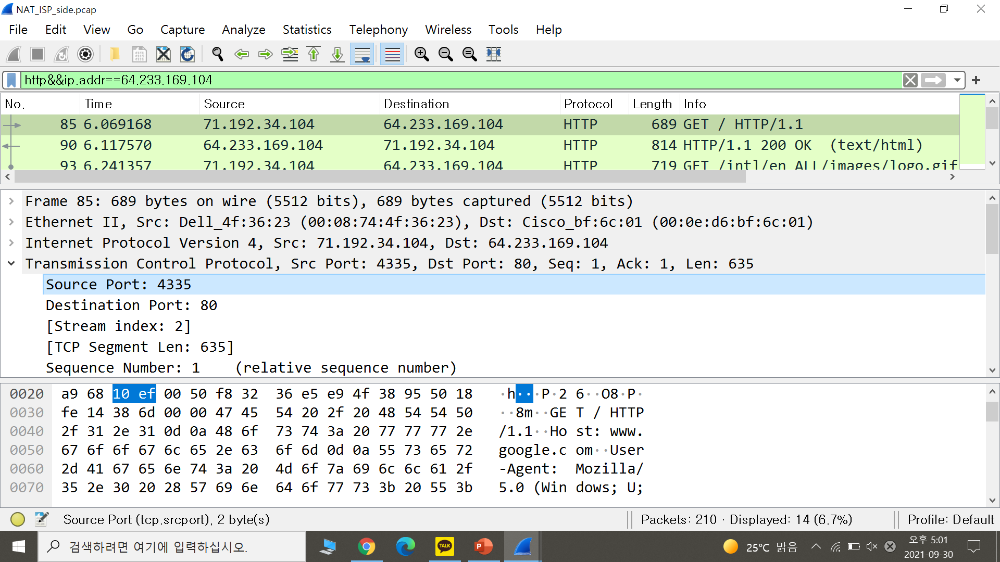 NAT_ISP_side.pcap
File Edit View Go Capture Analyze Statistics Telephony Wireless Tools Help
http&&ip.addr==64.233.169.104
No. Time Source Destination Protocol Length Info
85 6.069168 71.192.34.104 64.233.169.104 HTTP 689 GET / HTTP/1.1
90 6.117570 64.233.169.104 71.192.34.104 HTTP 814 HTTP/1.1 200 OK (text/html)
93 6.241357 71.192.34.104 64.233.169.104 HTTP 719 GET /intl/en_ALL/images/logo.gif
Frame 85: 689 bytes on wire (5512 bits), 689 bytes captured (5512 bits)
Ethernet II, Src: Dell_4f:36:23 (00:08:74:4f:36:23), Dst: Cisco_bf:6c:01 (00:0e:d6:bf:6c:01)
Internet Protocol Version 4, Src: 71.192.34.104, Dst: 64.233.169.104
Transmission Control Protocol, Src Port: 4335, Dst Port: 80, Seq: 1, Ack: 1, Len: 635
Source Port: 4335
Destination Port: 80
[Stream index: 2]
[TCP Segment Len: 635]
Sequence Number: 1 (relative sequence number)
0020 a9 68 10 ef 00 50 f8 32 36 e5 e9 4f 38 95 50 18 ·h···P·2 6··O8·P·
0030 fe 14 38 6d 00 00 47 45 54 20 2f 20 48 54 54 50 ··8m··GE T / HTTP
0040 2f 31 2e 31 0d 0a 48 6f 73 74 3a 20 77 77 77 2e /1.1··Ho st: www.
0050 67 6f 6f 67 6c 65 2e 63 6f 6d 0d 0a 55 73 65 72 google.c om··User
0060 2d 41 67 65 6e 74 3a 20 4d 6f 7a 69 6c 6c 61 2f -Agent: Mozilla/
0070 35 2e 30 20 28 57 69 6e 64 6f 77 73 3b 20 55 3b 5.0 (Win dows; U;
Source Port (tcp.srcport), 2 byte(s) Packets: 210 · Displayed: 14 (6.7%) Profile: Default
검색하려면 여기에 입력하십시오. TALK P 25℃ 맑음 오후 5:01
2021-09-30